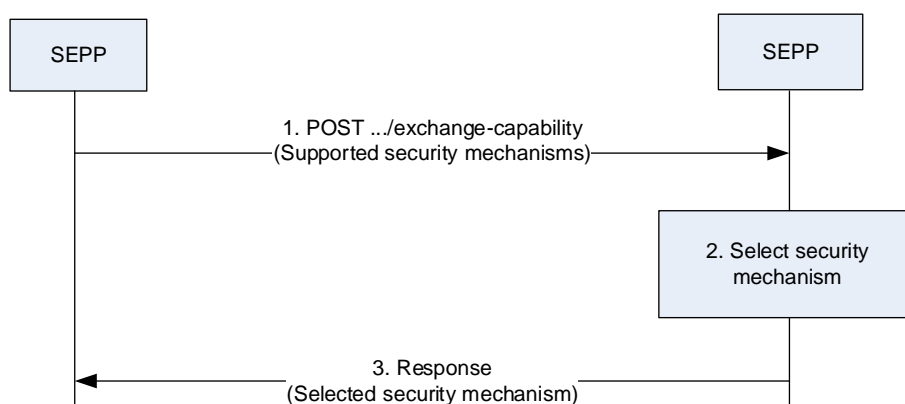 SEPP
SEPP
1. POST .../exchange-capability
(Supported security mechanisms)
2. Select security
mechanism
3. Response
(Selected security mechanism)